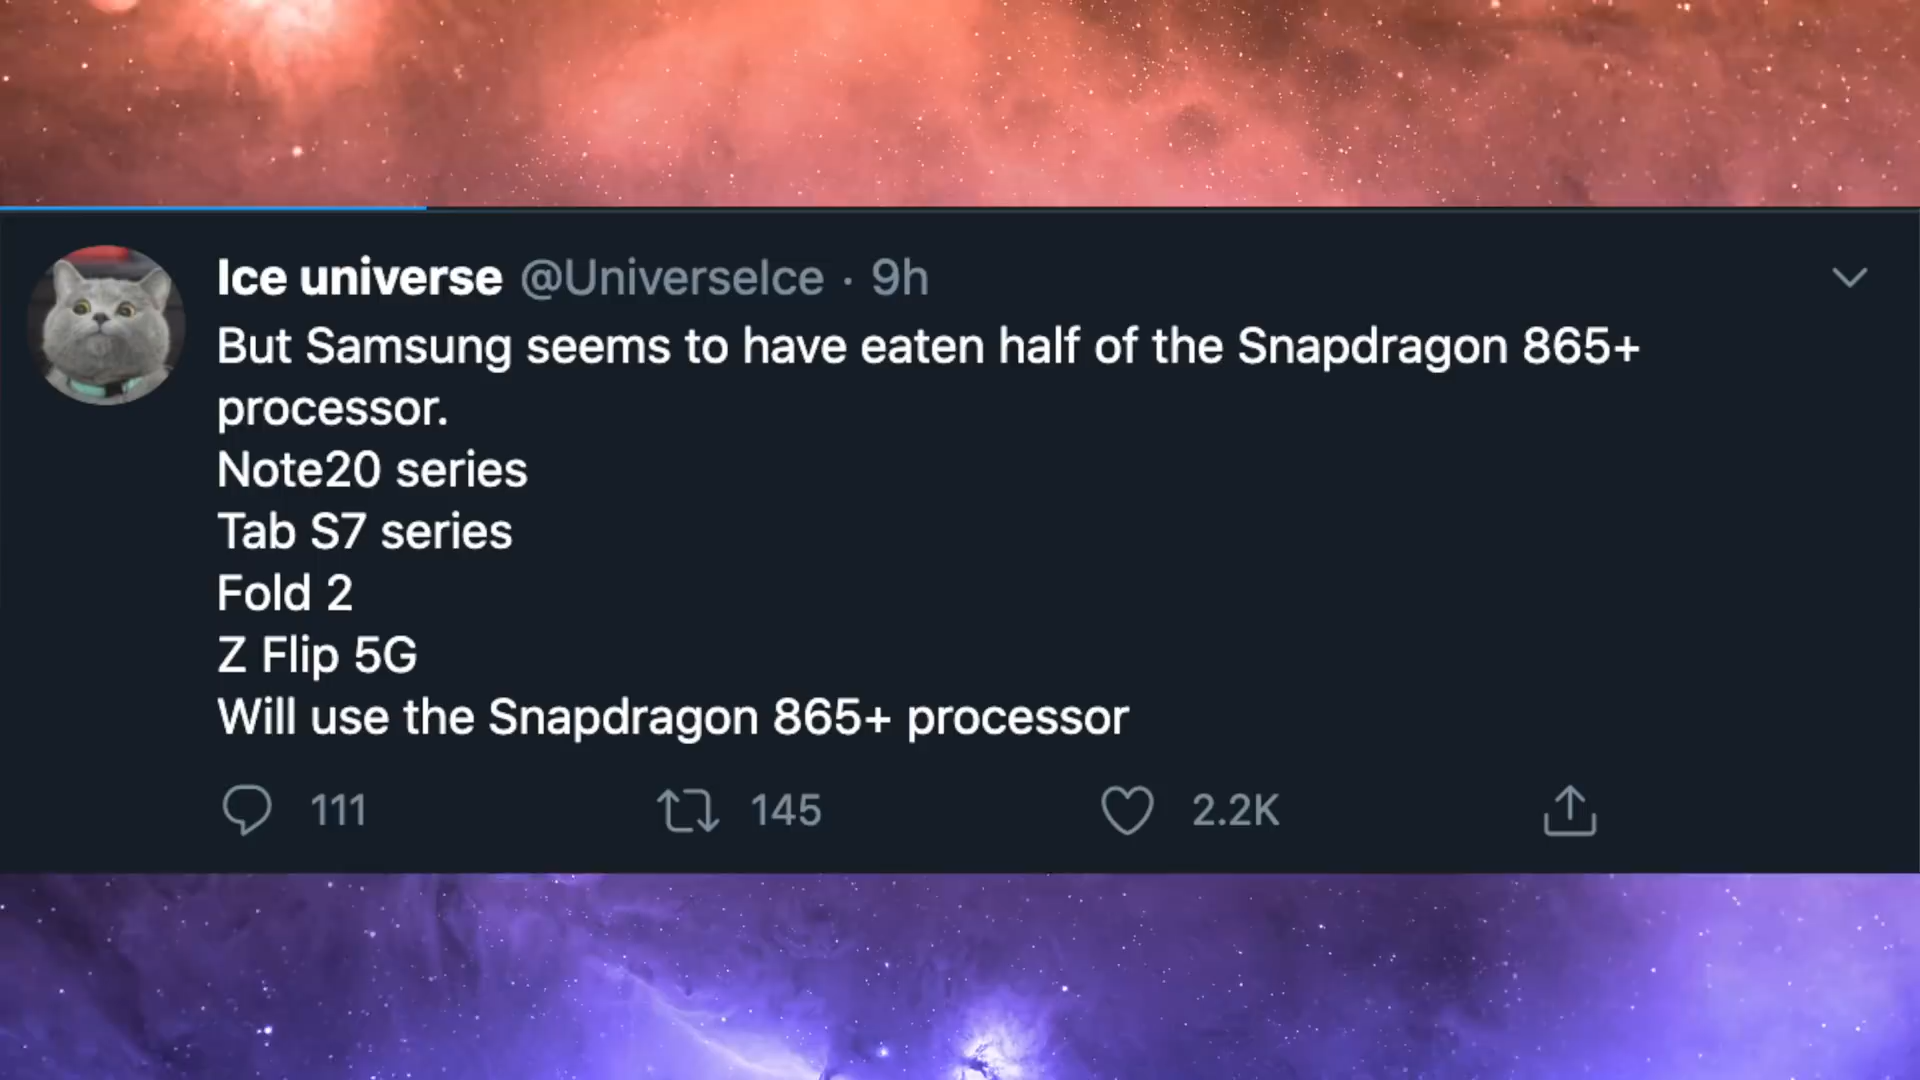 Ice universe @UniverseIce · 9h
But Samsung seems to have eaten half of the Snapdragon 865+
processor.
Note20 series
Tab S7 series
Fold 2
Z Flip 5G
Will use the Snapdragon 865+ processor
111 145 2.2K